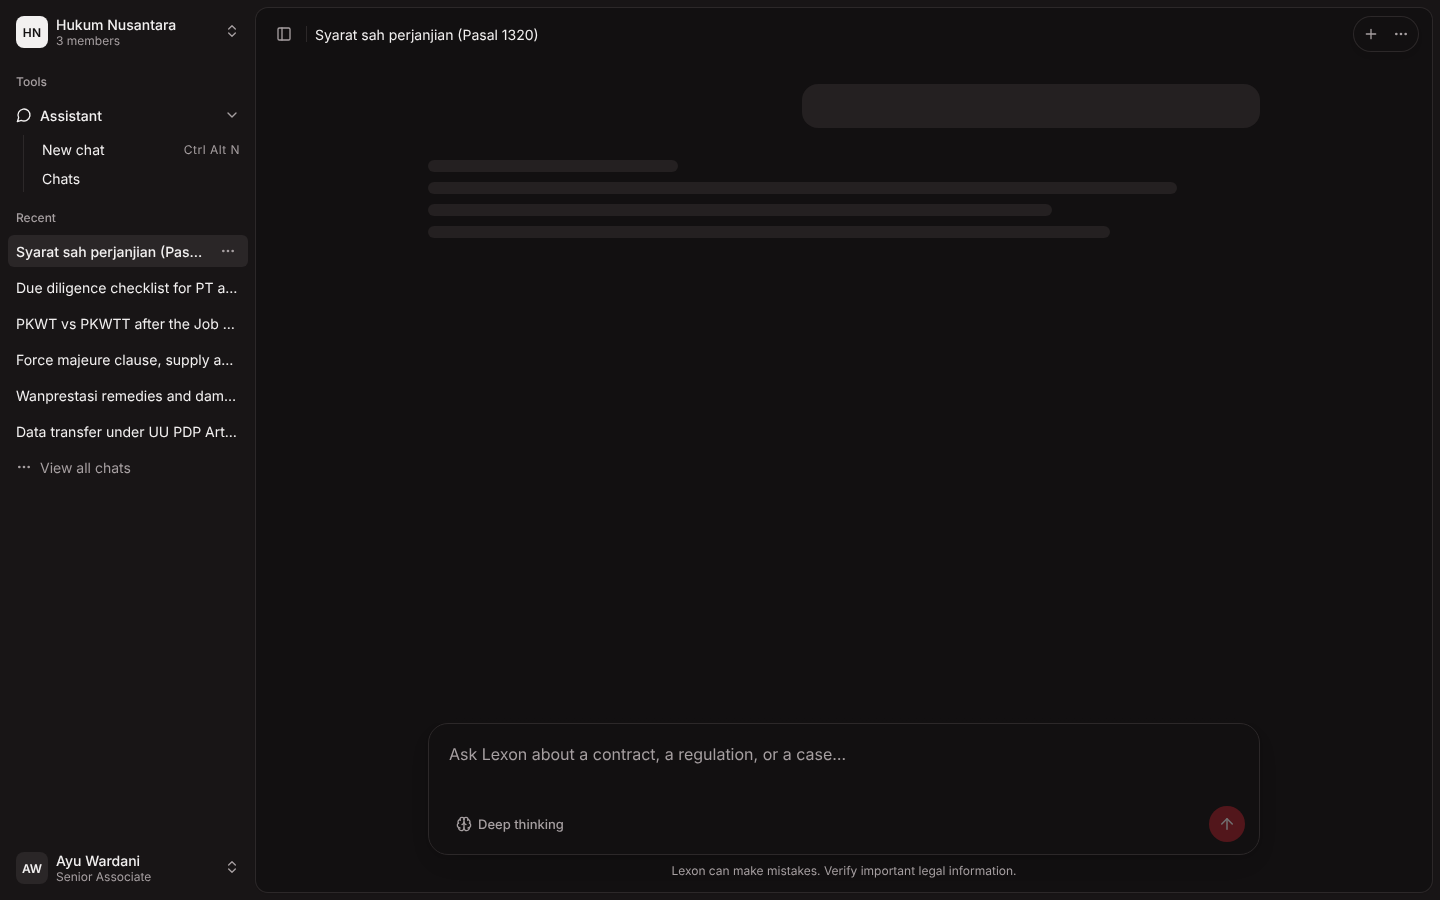 HN
Hukum Nusantara
3 members
Tools
Assistant
New chat Ctrl Alt N
Chats
Recent
Syarat sah perjanjian (Pas...
Due diligence checklist for PT a...
PKWT vs PKWTT after the Job ...
Force majeure clause, supply a...
Wanprestasi remedies and dam...
Data transfer under UU PDP Art...
View all chats
AW
Ayu Wardani
Senior Associate
Syarat sah perjanjian (Pasal 1320)
Ask Lexon about a contract, a regulation, or a case...
Deep thinking
Lexon can make mistakes. Verify important legal information.